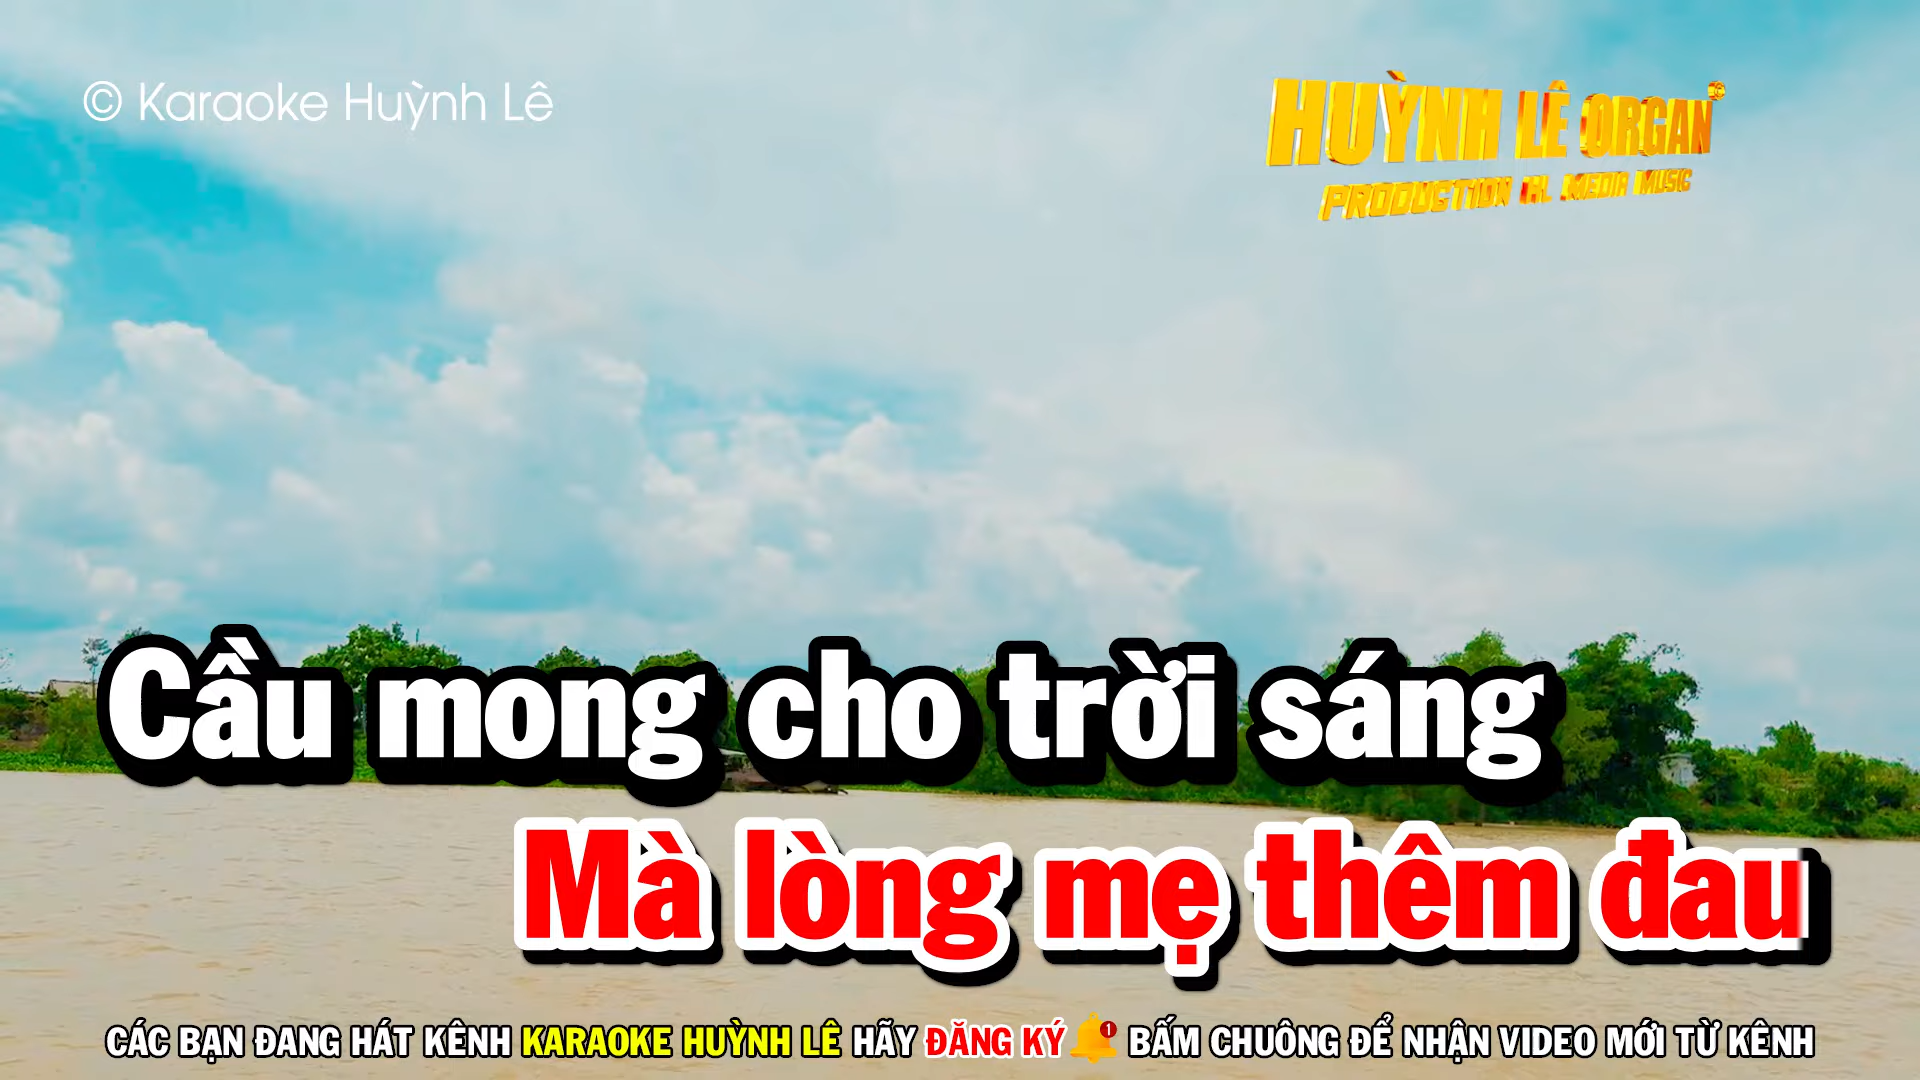 © Karaoke Huỳnh Lê
HUỲNH LÊ ORGAN
PRODUCTION HL MEDIA MUSIC
Cầu mong cho trời sáng
Mà lòng mẹ thêm đau
CÁC BẠN ĐANG HÁT KÊNH KARAOKE HUỲNH LÊ HÃY ĐĂNG KÝ 1 BẤM CHUÔNG ĐỂ NHẬN VIDEO MỚI TỪ KÊNH